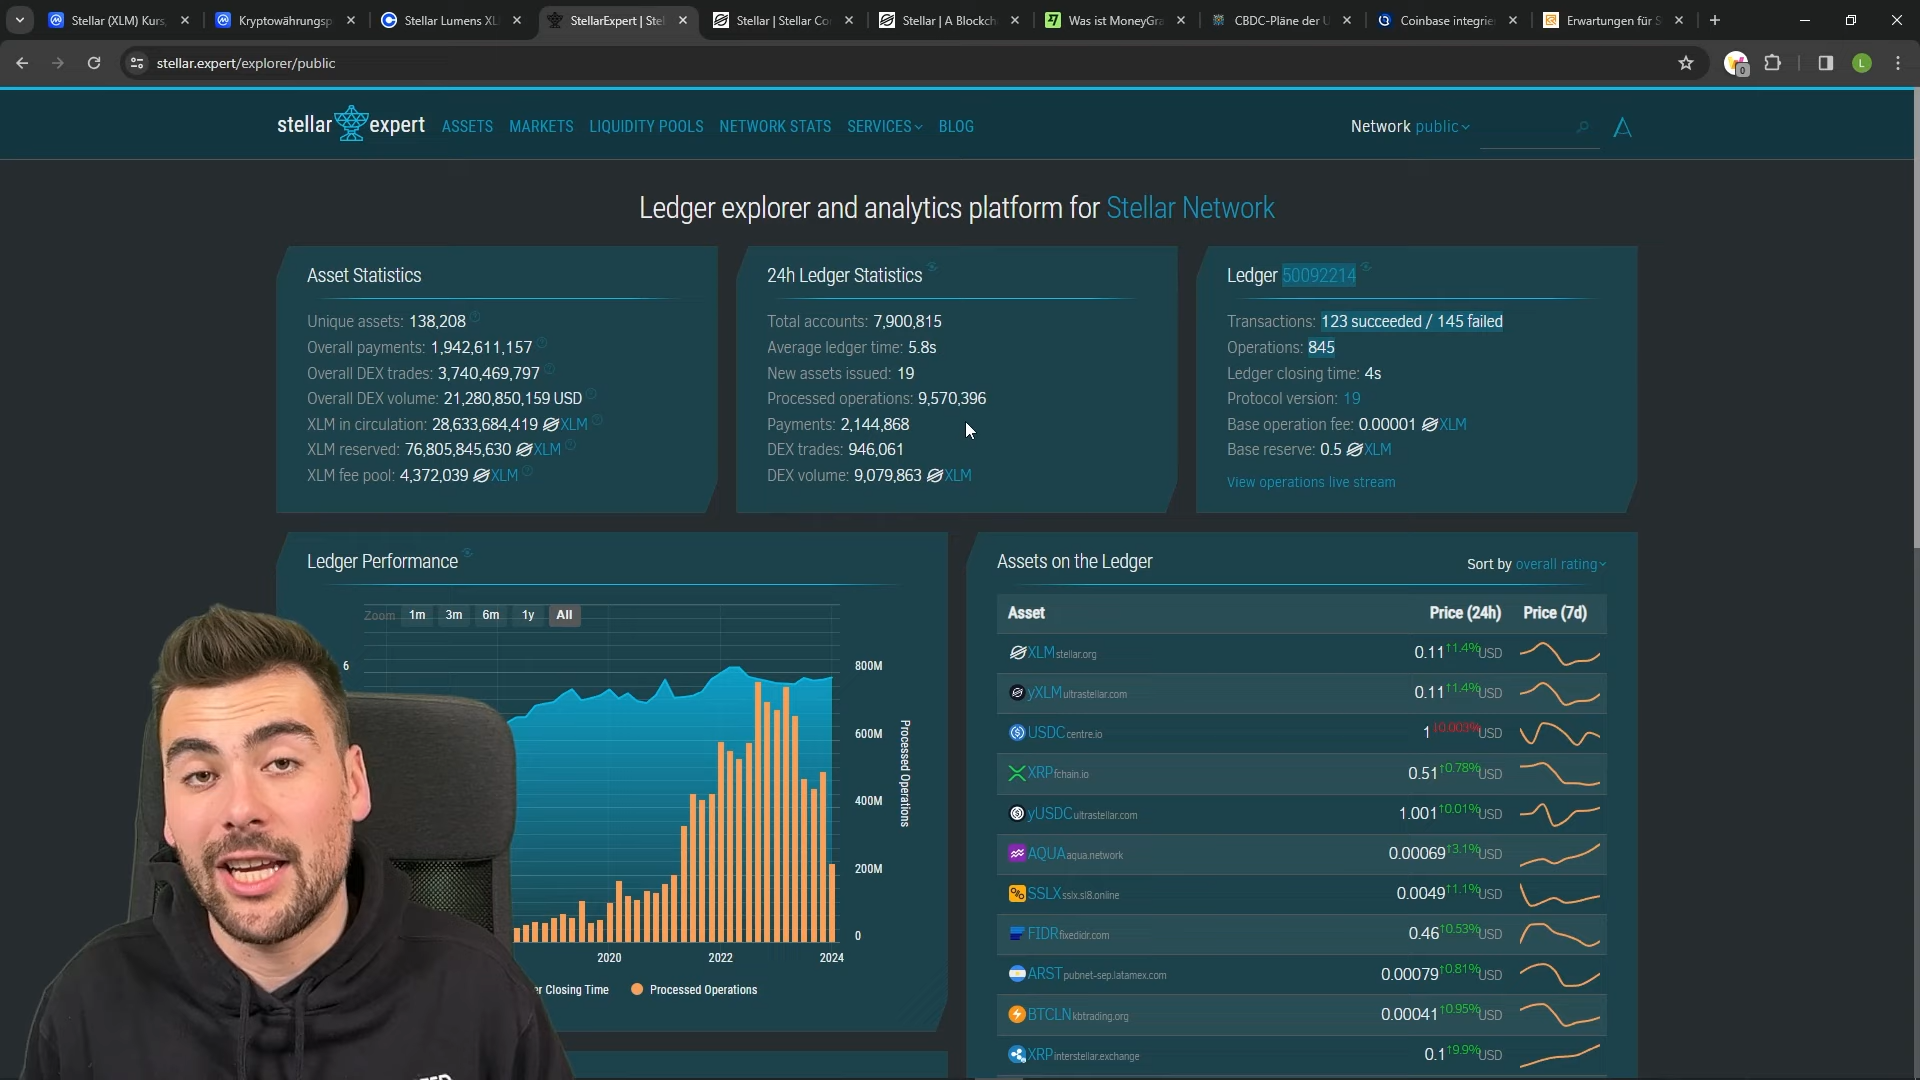 Stellar (XLM) Kurs,
Kryptowährungsp
Stellar Lumens XL
StellarExpert | Stel
Stellar | Stellar Co
Stellar | A Blockch
Was ist MoneyGra
CBDC-Pläne der U
Coinbase integrie
Erwartungen für S
stellar.expert/explorer/public
0
L
stellar expert
ASSETS
MARKETS
LIQUIDITY POOLS
NETWORK STATS
SERVICES
BLOG
Network public
Ledger explorer and analytics platform for Stellar Network
Asset Statistics
Unique assets: 138,208
Overall payments: 1,942,611,157
Overall DEX trades: 3,740,469,797
Overall DEX volume: 21,280,850,159 USD
XLM in circulation: 28,633,684,419 XLM
XLM reserved: 76,805,845,630 XLM
XLM fee pool: 4,372,039 XLM
24h Ledger Statistics
Total accounts: 7,900,815
Average ledger time: 5.8s
New assets issued: 19
Processed operations: 9,570,396
Payments: 2,144,868
DEX trades: 946,061
DEX volume: 9,079,863 XLM
Ledger 50092214
Transactions: 123 succeeded / 145 failed
Operations: 845
Ledger closing time: 4s
Protocol version: 19
Base operation fee: 0.00001 XLM
Base reserve: 0.5 XLM
View operations live stream
Ledger Performance
Zoom 1m 3m 6m 1y All
6
800M
600M
400M
200M
0
Processed Operations
2020 2022 2024
er Closing Time
Processed Operations
Assets on the Ledger
Sort by overall rating
Asset Price (24h) Price (7d)
XLM stellar.org 0.11 ↑1.4% USD
yXLM ultrastellar.com 0.11 ↑1.4% USD
USDC centre.io 1 ↓0.003% USD
XRP fchain.io 0.51 ↑0.78% USD
yUSDC ultrastellar.com 1.001 ↑0.01% USD
AQUA aqua.network 0.00069 ↑3.1% USD
SSLX sslx.sl8.online 0.0049 ↑1.1% USD
FIDR fixedidr.com 0.46 ↑0.53% USD
ARST pubnet-sep.latamex.com 0.00079 ↑0.81% USD
BTCLN kbtrading.org 0.00041 ↑0.95% USD
XRP interstellar.exchange 0.1 ↑9.9% USD